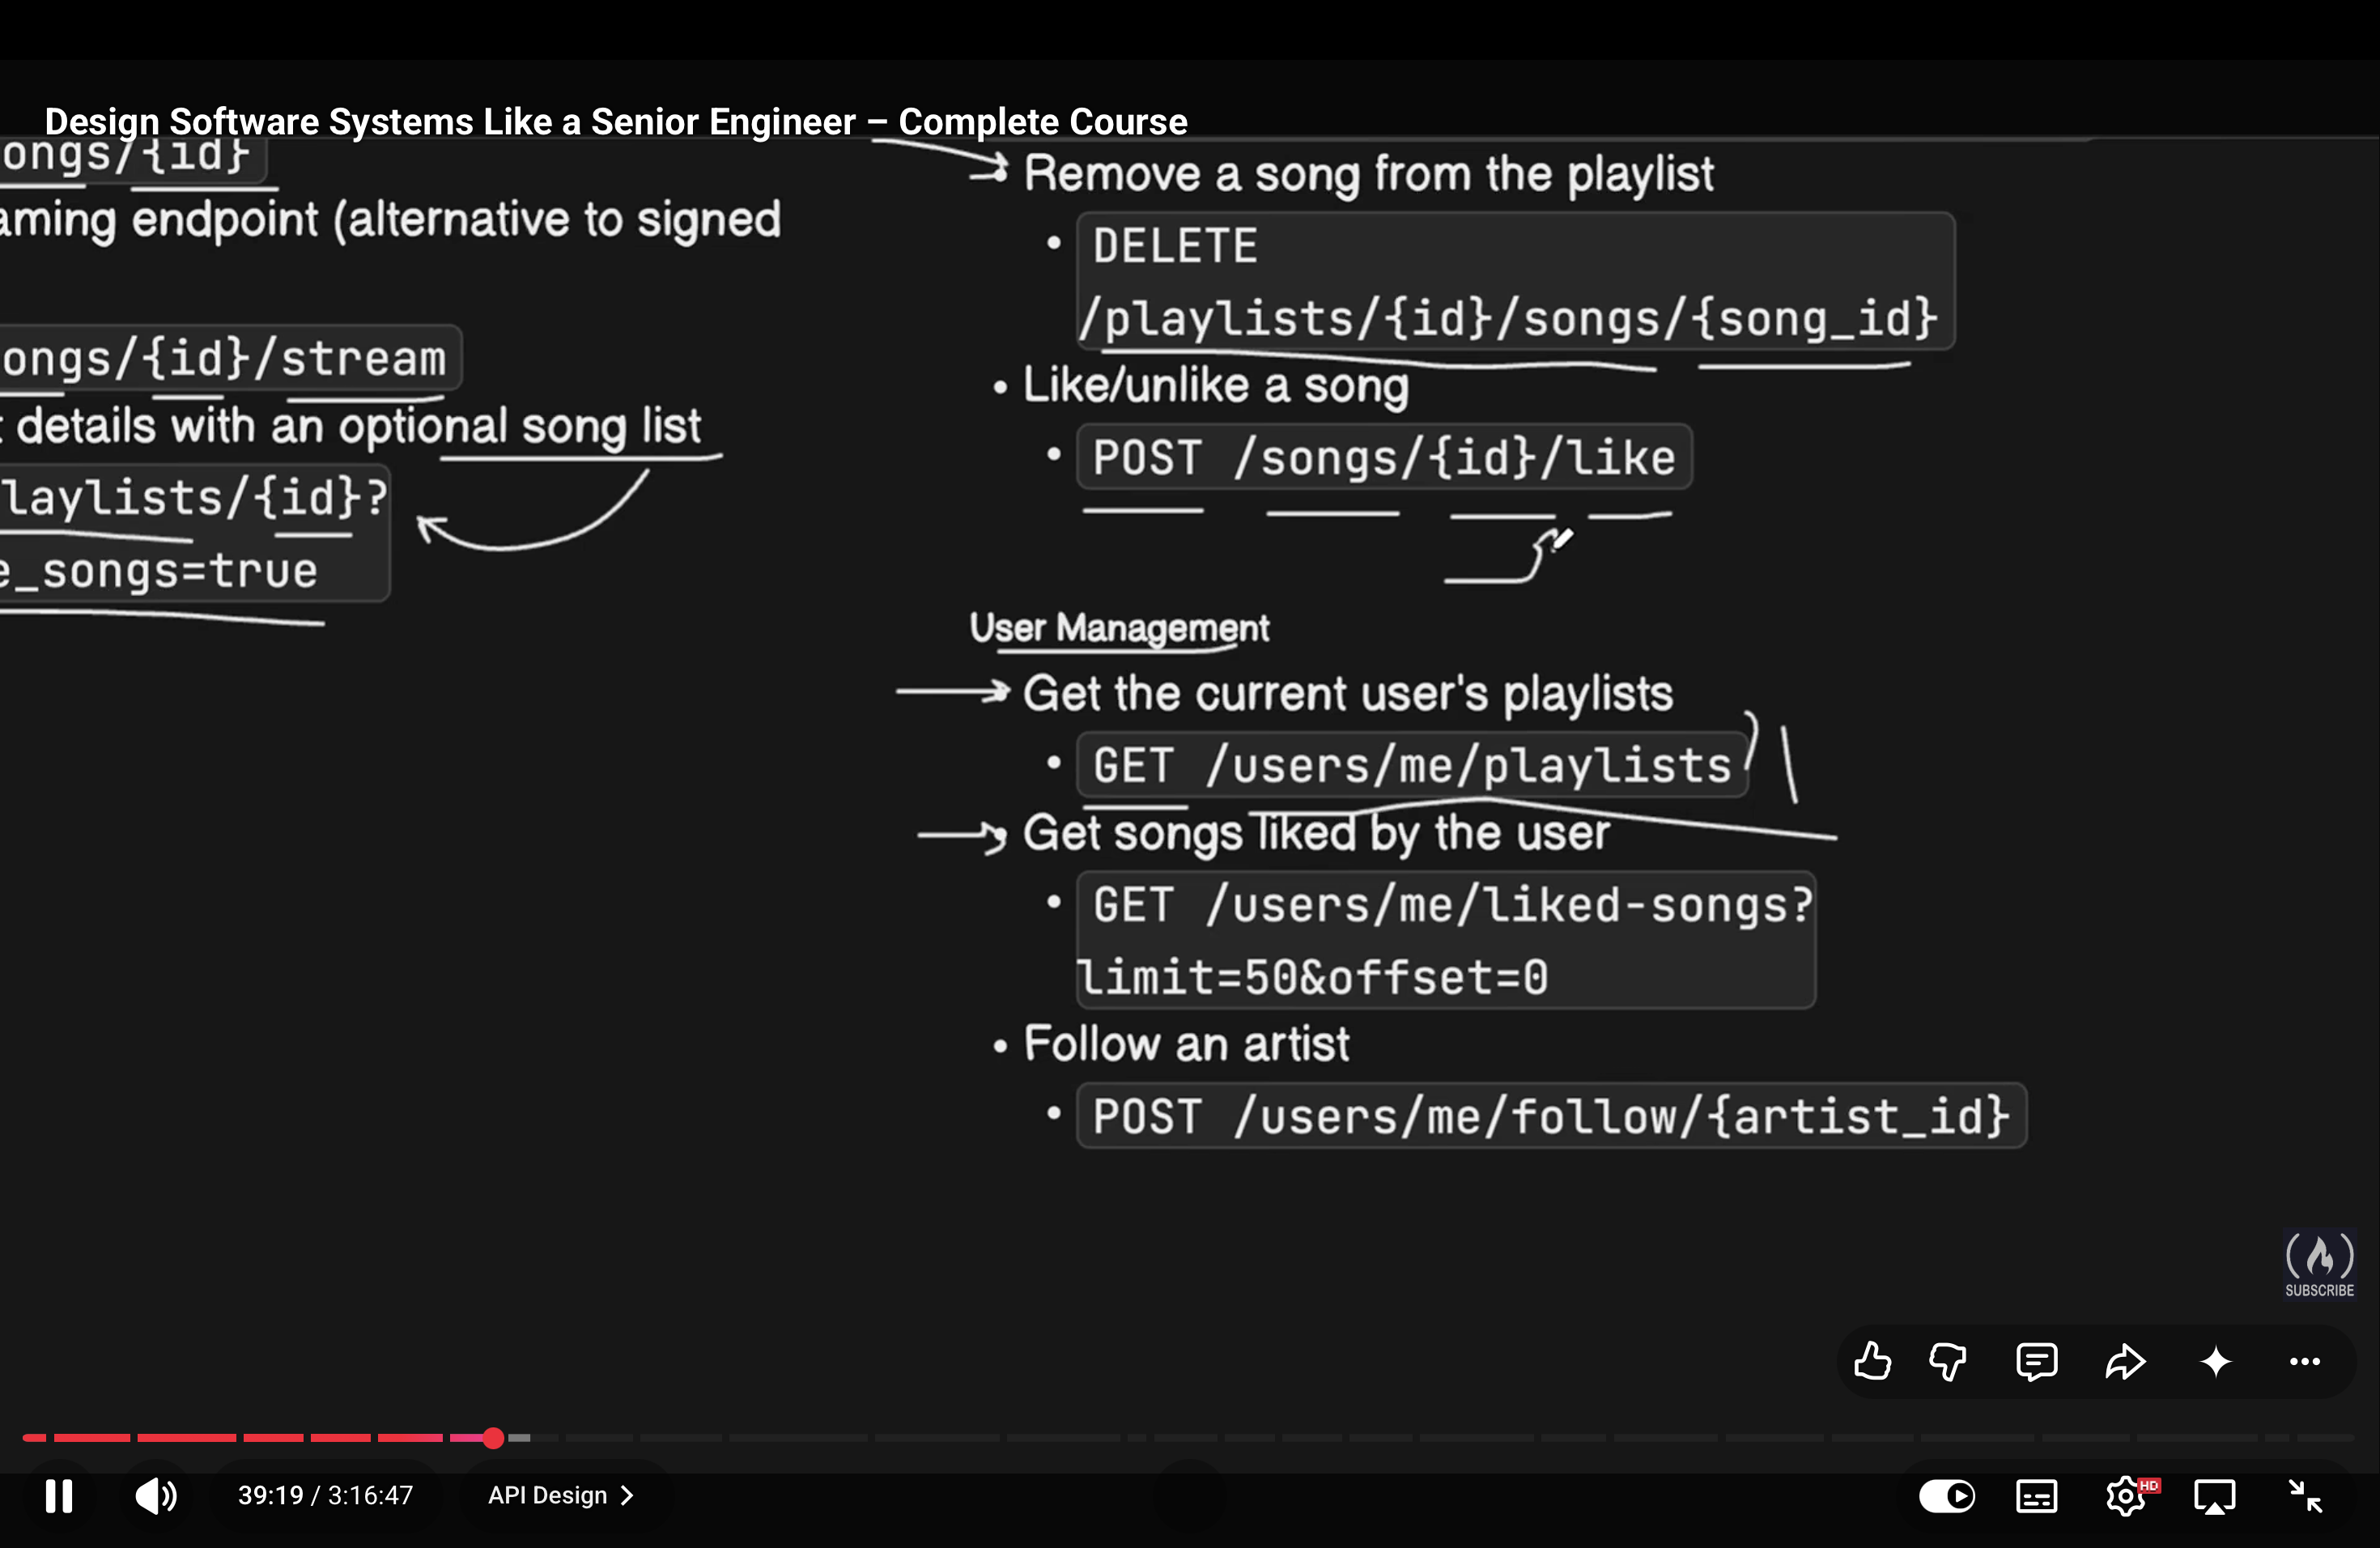 Design Software Systems Like a Senior Engineer – Complete Course
ongs/{id}
aming endpoint (alternative to signed
ongs/{id}/stream
details with an optional song list
laylists/{id}?
e_songs=true
Remove a song from the playlist
• DELETE
/playlists/{id}/songs/{song_id}
• Like/unlike a song
• POST /songs/{id}/like
User Management
• Get the current user's playlists
• GET /users/me/playlists
• Get songs liked by the user
• GET /users/me/liked-songs?
limit=50&offset=0
• Follow an artist
• POST /users/me/follow/{artist_id}
SUBSCRIBE
39:19 / 3:16:47
API Design
HD